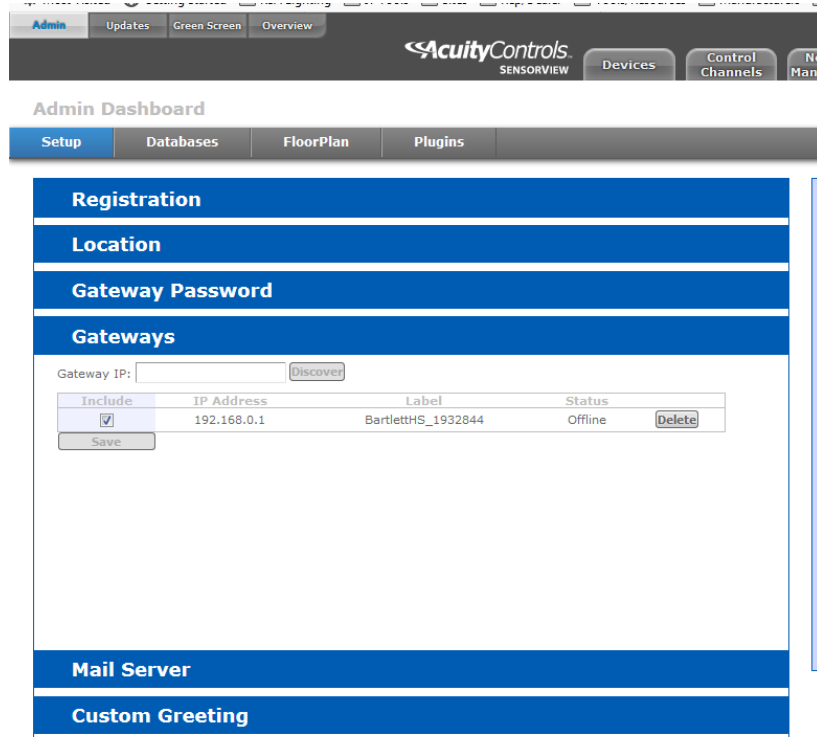 Admin Updates Green Screen Overview
AcuityControls
SENSORVIEW
Devices
Control
Channels
Admin Dashboard
Setup Databases FloorPlan Plugins
Registration
Location
Gateway Password
Gateways
Gateway IP: Discover
Include IP Address Label Status
192.168.0.1 BartlettHS_1932844 Offline Delete
Save
Mail Server
Custom Greeting